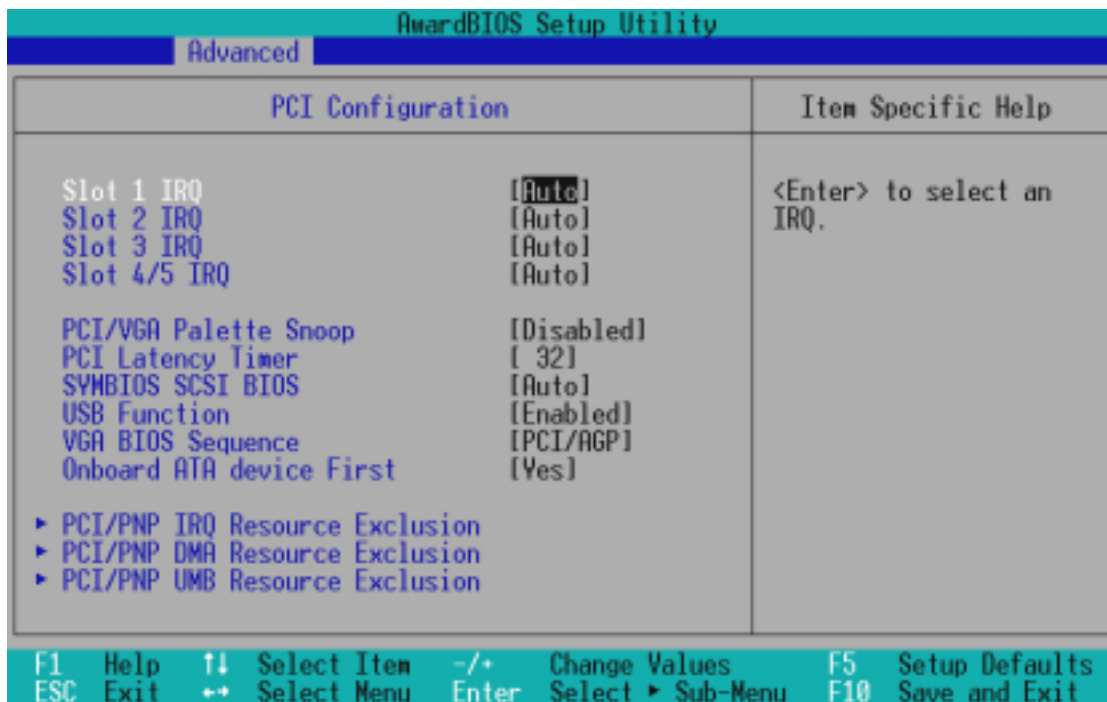 AwardBIOS Setup Utility
Advanced
PCI Configuration
Item Specific Help
Slot 1 IRQ [Auto]
Slot 2 IRQ [Auto]
Slot 3 IRQ [Auto]
Slot 4/5 IRQ [Auto]
PCI/VGA Palette Snoop [Disabled]
PCI Latency Timer [ 32]
SYMBIOS SCSI BIOS [Auto]
USB Function [Enabled]
VGA BIOS Sequence [PCI/AGP]
Onboard ATA device First [Yes]
▸ PCI/PNP IRQ Resource Exclusion
▸ PCI/PNP DMA Resource Exclusion
▸ PCI/PNP UMB Resource Exclusion
<Enter> to select an
IRQ.
F1 Help ↑↓ Select Item -/+ Change Values F5 Setup Defaults
ESC Exit ←→ Select Menu Enter Select ▸ Sub-Menu F10 Save and Exit